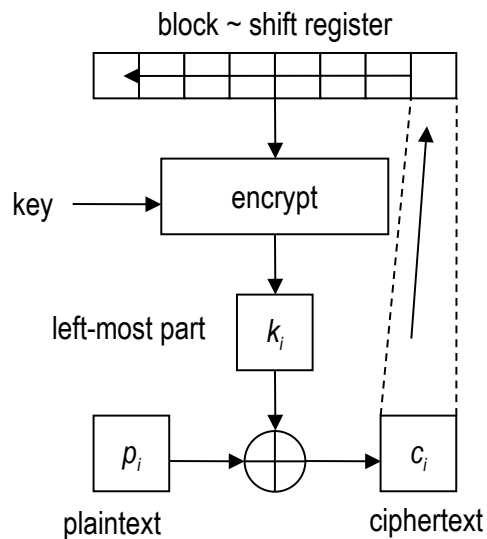 block ~ shift register
encrypt
key
left-most part
kᵢ
pᵢ
cᵢ
plaintext
ciphertext